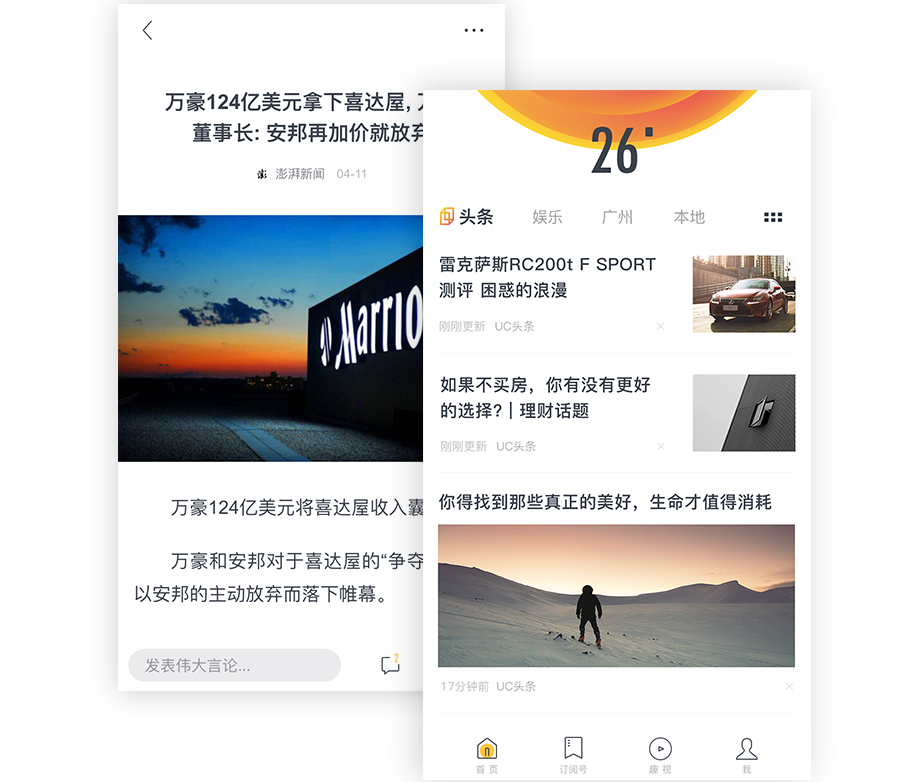 万豪124亿美元拿下喜达屋,
董事长: 安邦再加价就放弃
澎湃新闻 04-11
Marrio
万豪124亿美元将喜达屋收入囊
万豪和安邦对于喜达屋的“争夺
以安邦的主动放弃而落下帷幕。
发表伟大言论...
2
26°
头条 娱乐 广州 本地
雷克萨斯RC200t F SPORT
测评 困惑的浪漫
刚刚更新 UC头条
如果不买房，你有没有更好
的选择? | 理财话题
刚刚更新 UC头条
你得找到那些真正的美好，生命才值得消耗
17分钟前 UC头条
首页 订阅号 趣视 我